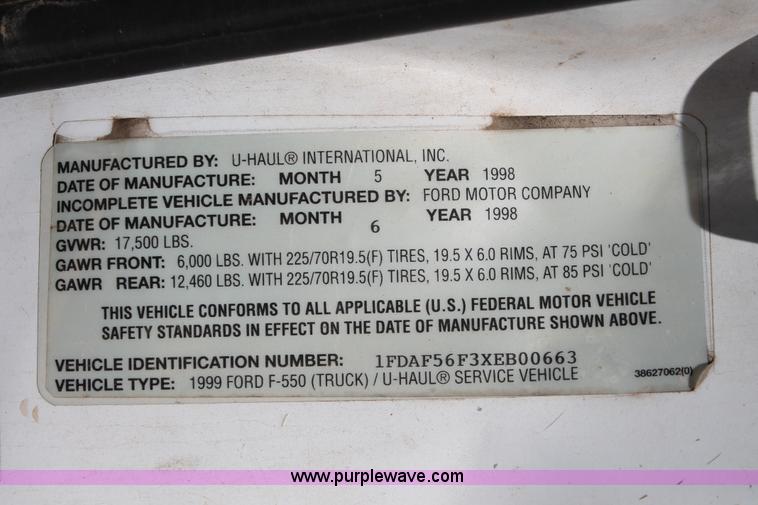 MANUFACTURED BY: U-HAUL® INTERNATIONAL, INC.
DATE OF MANUFACTURE: MONTH 5 YEAR 1998
INCOMPLETE VEHICLE MANUFACTURED BY: FORD MOTOR COMPANY
DATE OF MANUFACTURE: MONTH 6 YEAR 1998
GVWR: 17,500 LBS.
GAWR FRONT: 6,000 LBS. WITH 225/70R19.5(F) TIRES, 19.5 X 6.0 RIMS, AT 75 PSI 'COLD'
GAWR REAR: 12,460 LBS. WITH 225/70R19.5(F) TIRES, 19.5 X 6.0 RIMS, AT 85 PSI 'COLD'
THIS VEHICLE CONFORMS TO ALL APPLICABLE (U.S.) FEDERAL MOTOR VEHICLE
SAFETY STANDARDS IN EFFECT ON THE DATE OF MANUFACTURE SHOWN ABOVE.
VEHICLE IDENTIFICATION NUMBER: 1FDAF56F3XEB00663
VEHICLE TYPE: 1999 FORD F-550 (TRUCK) / U-HAUL® SERVICE VEHICLE
38627062(0)
www.purplewave.com